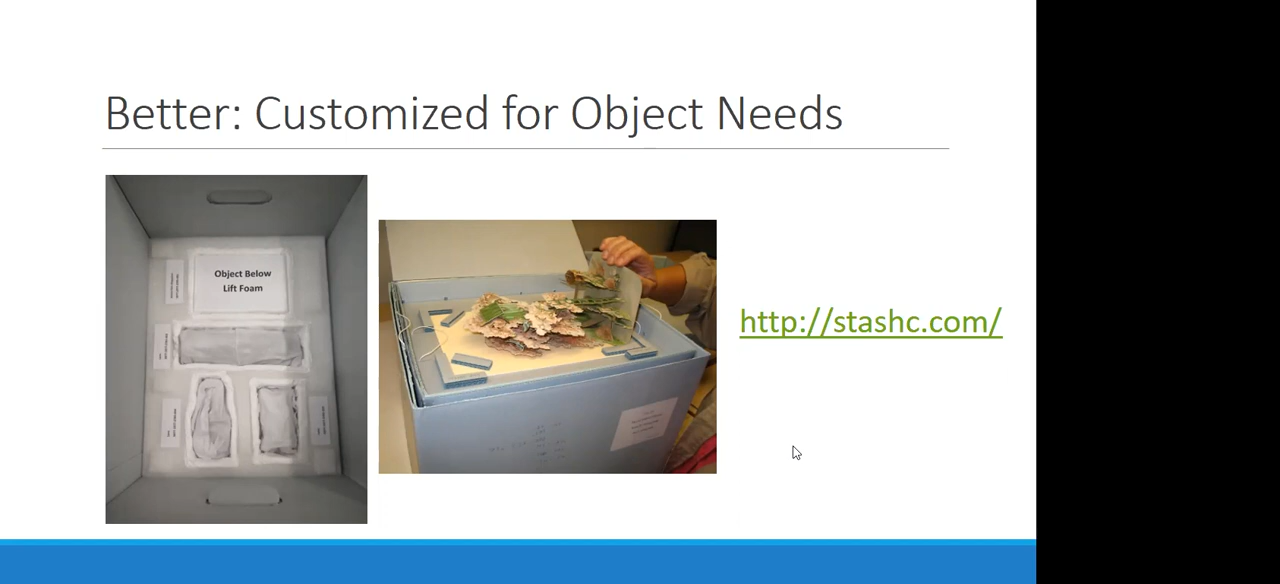 Better: Customized for Object Needs
Object Below
Lift Foam
http://stashc.com/